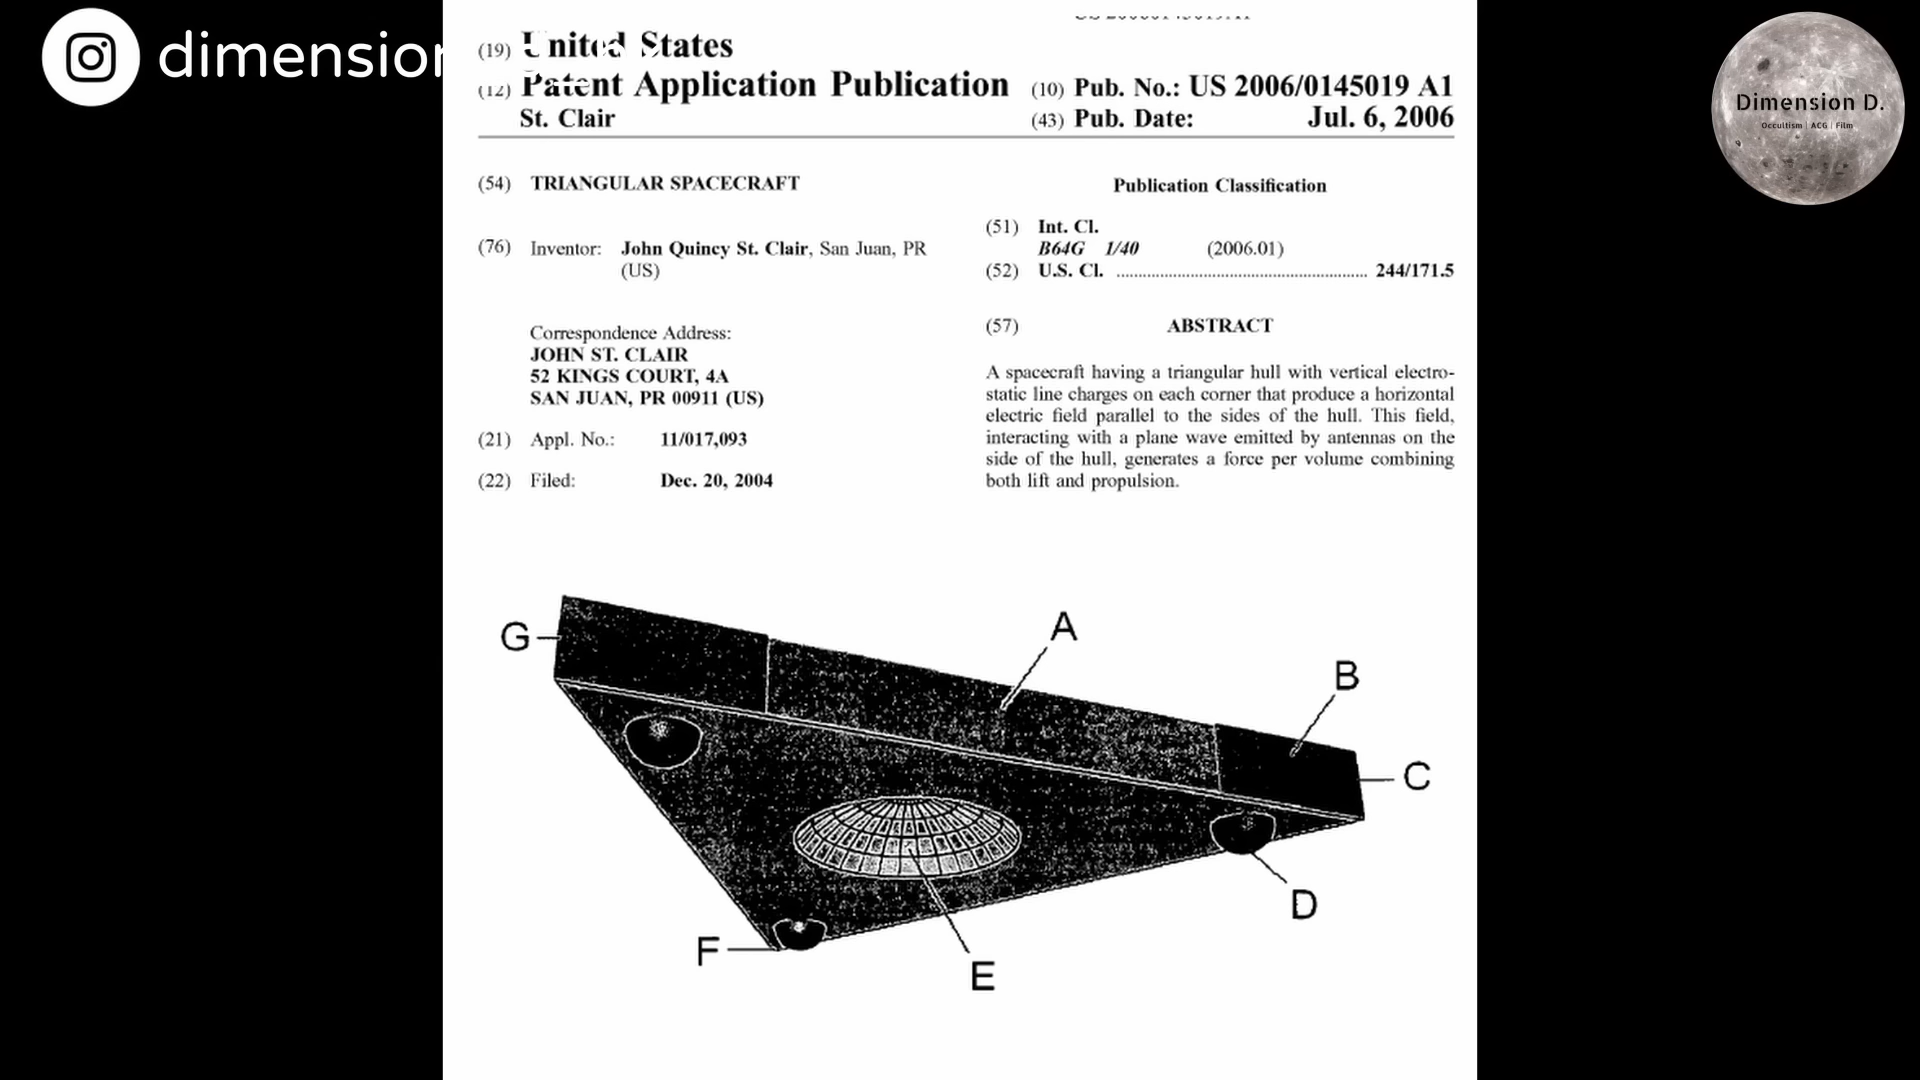 dimension
Dimension D.
Occultism | ACG | Film
(19) United States
(12) Patent Application Publication
St. Clair
(10) Pub. No.: US 2006/0145019 A1
(43) Pub. Date: Jul. 6, 2006
(54) TRIANGULAR SPACECRAFT
(76) Inventor: John Quincy St. Clair, San Juan, PR
(US)
Correspondence Address:
JOHN ST. CLAIR
52 KINGS COURT, 4A
SAN JUAN, PR 00911 (US)
(21) Appl. No.: 11/017,093
(22) Filed: Dec. 20, 2004
Publication Classification
(51) Int. Cl.
B64G 1/40 (2006.01)
(52) U.S. Cl. .................................................. 244/171.5
(57) ABSTRACT
A spacecraft having a triangular hull with vertical electro-
static line charges on each corner that produce a horizontal
electric field parallel to the sides of the hull. This field,
interacting with a plane wave emitted by antennas on the
side of the hull, generates a force per volume combining
both lift and propulsion.
A
G
B
C
D
F
E